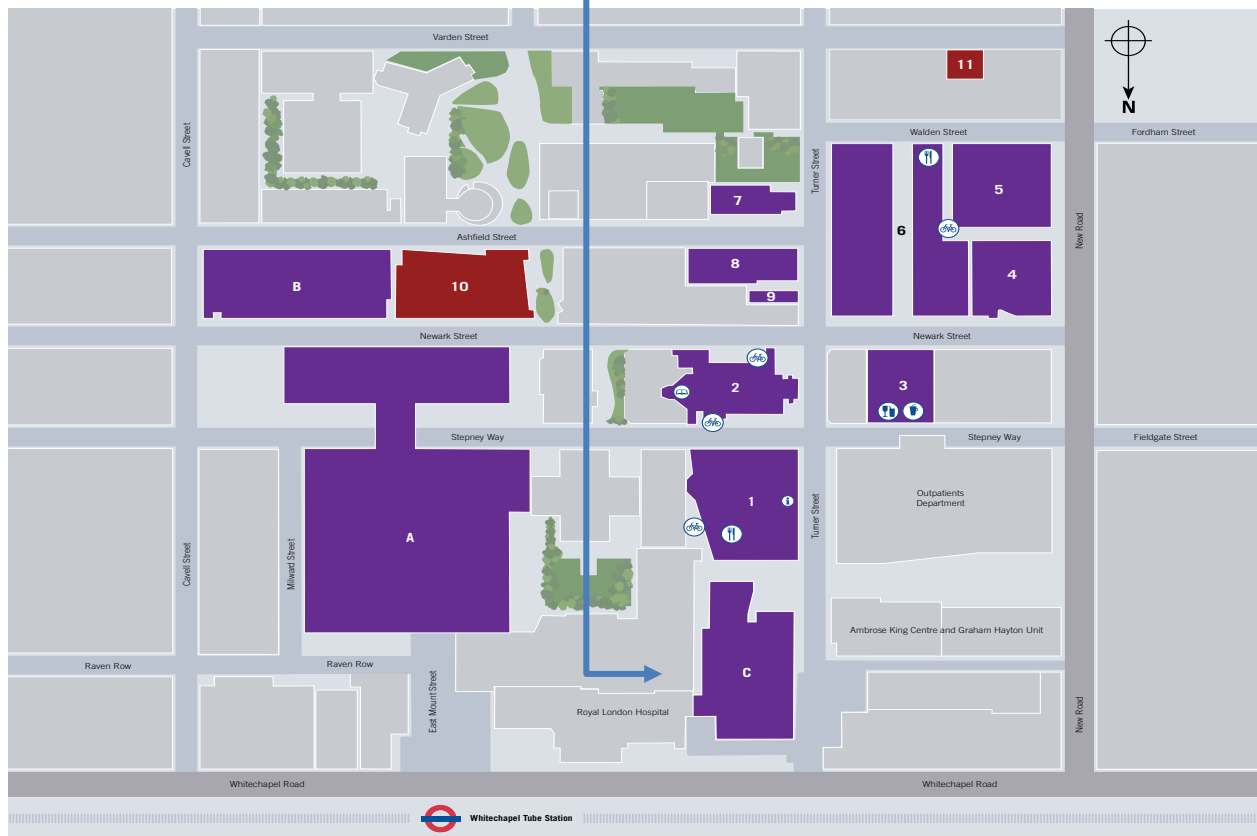 Varden Street
11
N
Walden Street
Fordham Street
Cavell Street
Turner Street
5
7
New Road
6
Ashfield Street
8
4
B
10
9
Newark Street
Newark Street
2
3
Stepney Way
Stepney Way
Fieldgate Street
1
i
Outpatients
Department
A
Cavell Street
Milward Street
Turner Street
Ambrose King Centre and Graham Hayton Unit
Raven Row
Raven Row
C
East Mount Street
Royal London Hospital
New Road
Whitechapel Road
Whitechapel Road
Whitechapel Tube Station